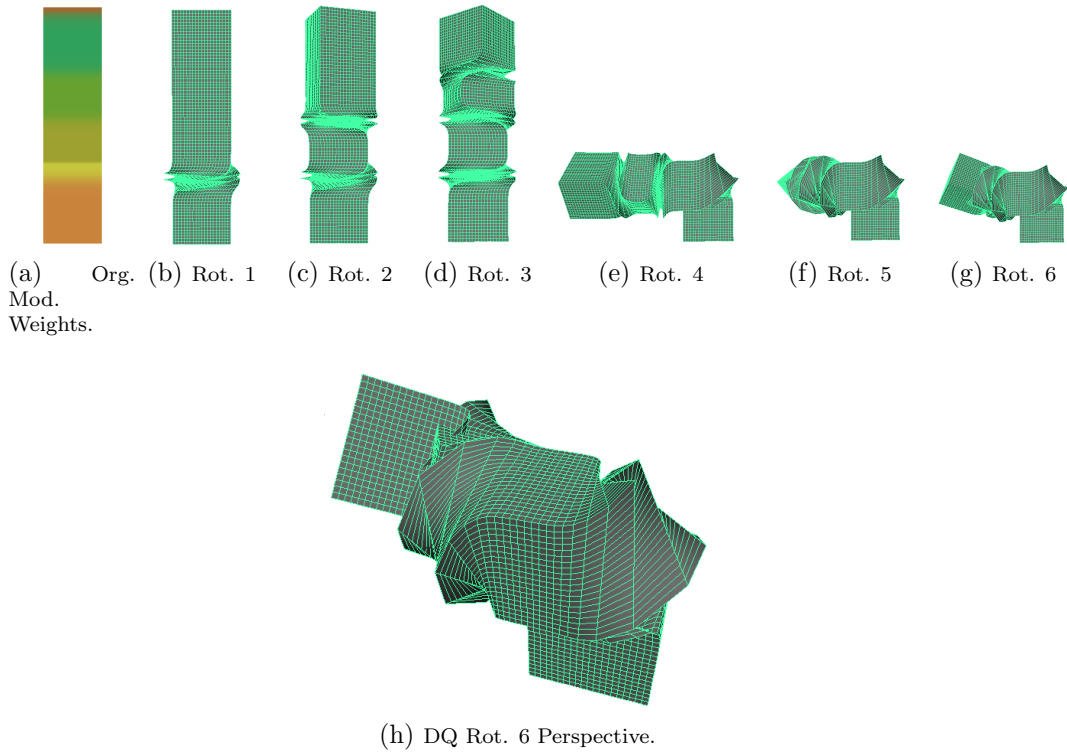 (a) Org. (b) Rot. 1 (c) Rot. 2 (d) Rot. 3 (e) Rot. 4 (f) Rot. 5 (g) Rot. 6
Mod.
Weights.
(h) DQ Rot. 6 Perspective.